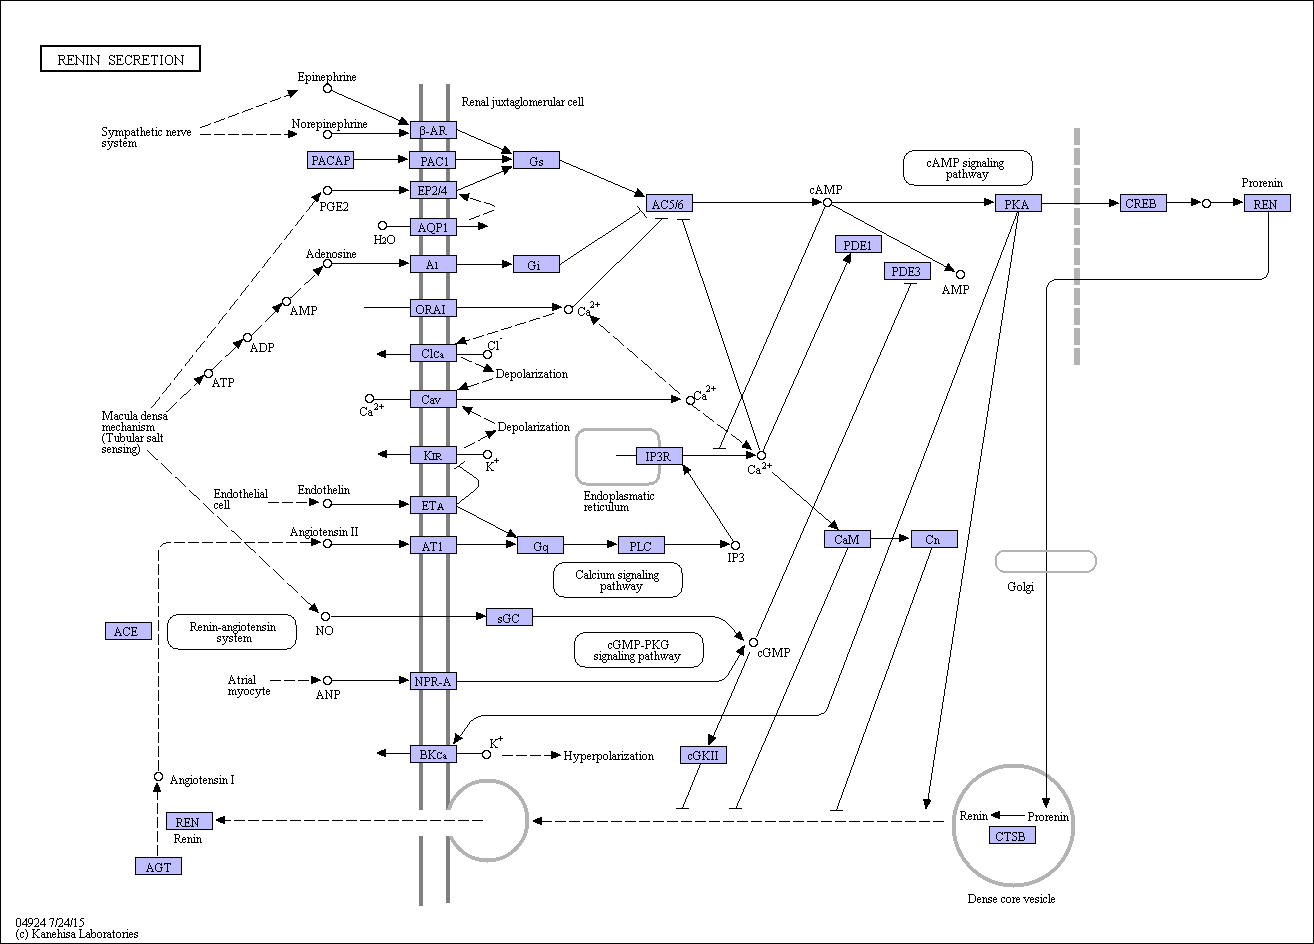 RENIN SECRETION
Epinephrine
Renal juxtaglomerular cell
Sympathetic nerve
system
Norepinephrine
β-AR
PACAP
PAC1
Gs
cAMP signaling
pathway
EP2/4
PGE2
AC5/6
cAMP
PKA
CREB
Prorenin
REN
H2O
AQP1
PDE1
Adenosine
A1
Gi
PDE3
AMP
AMP
ORAI
Ca2+
ADP
ClCa
Cl-
Depolarization
ATP
Ca2+
Cav
Ca2+
Macula densa
mechanism
(Tubular salt
sensing)
Depolarization
KIR
K+
IP3R
Ca2+
Endoplasmatic
reticulum
Endothelial
cell
Endothelin
ETA
Angiotensin II
AT1
Gq
PLC
IP3
CaM
Cn
Calcium signaling
pathway
Golgi
NO
sGC
ACE
Renin-angiotensin
system
cGMP-PKG
signaling pathway
cGMP
Atrial
myocyte
ANP
NPR-A
BKCa
K+
Hyperpolarization
cGKII
Angiotensin I
REN
Renin
Renin
Prorenin
CTSB
AGT
Dense core vesicle
04924 7/24/15
(c) Kanehisa Laboratories